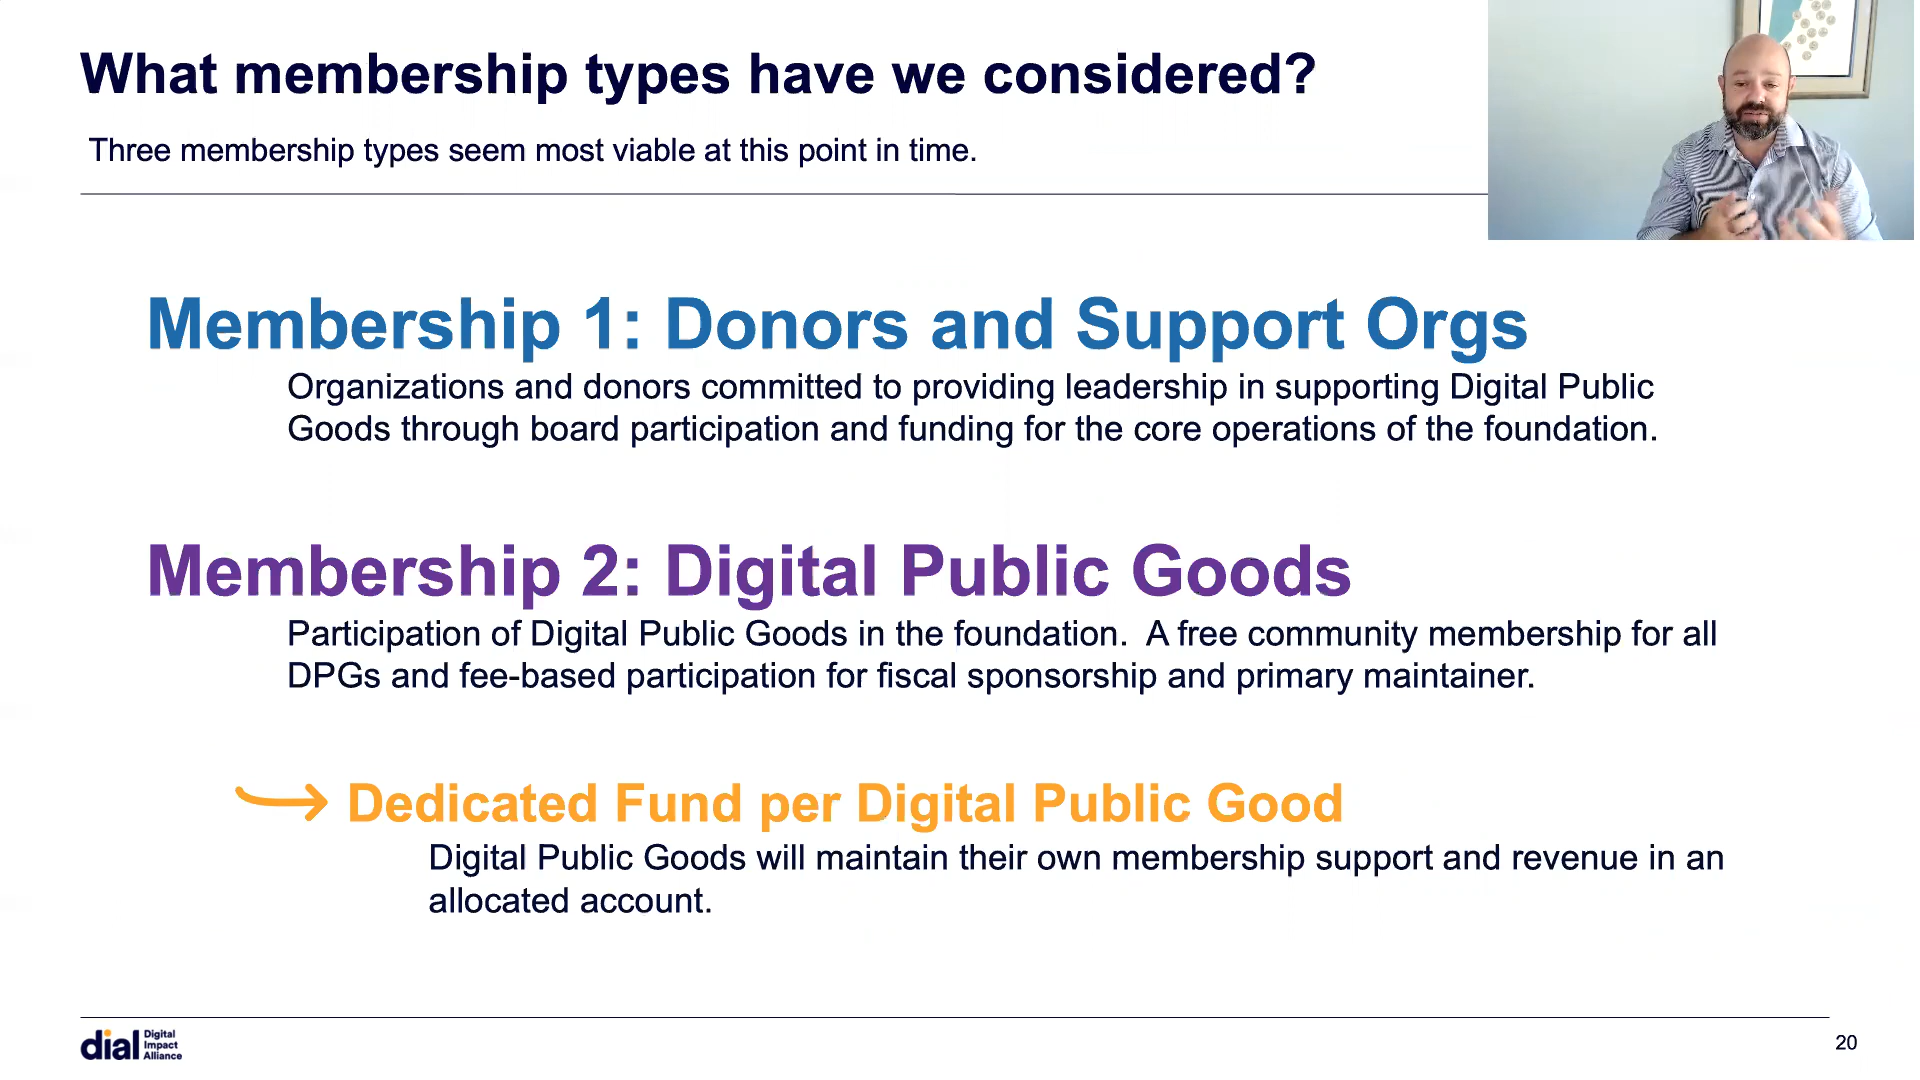 What membership types have we considered?
Three membership types seem most viable at this point in time.
Membership 1: Donors and Support Orgs
Organizations and donors committed to providing leadership in supporting Digital Public
Goods through board participation and funding for the core operations of the foundation.
Membership 2: Digital Public Goods
Participation of Digital Public Goods in the foundation.  A free community membership for all
DPGs and fee-based participation for fiscal sponsorship and primary maintainer.
Dedicated Fund per Digital Public Good
Digital Public Goods will maintain their own membership support and revenue in an
allocated account.
dial
Digital
Impact
Alliance
20